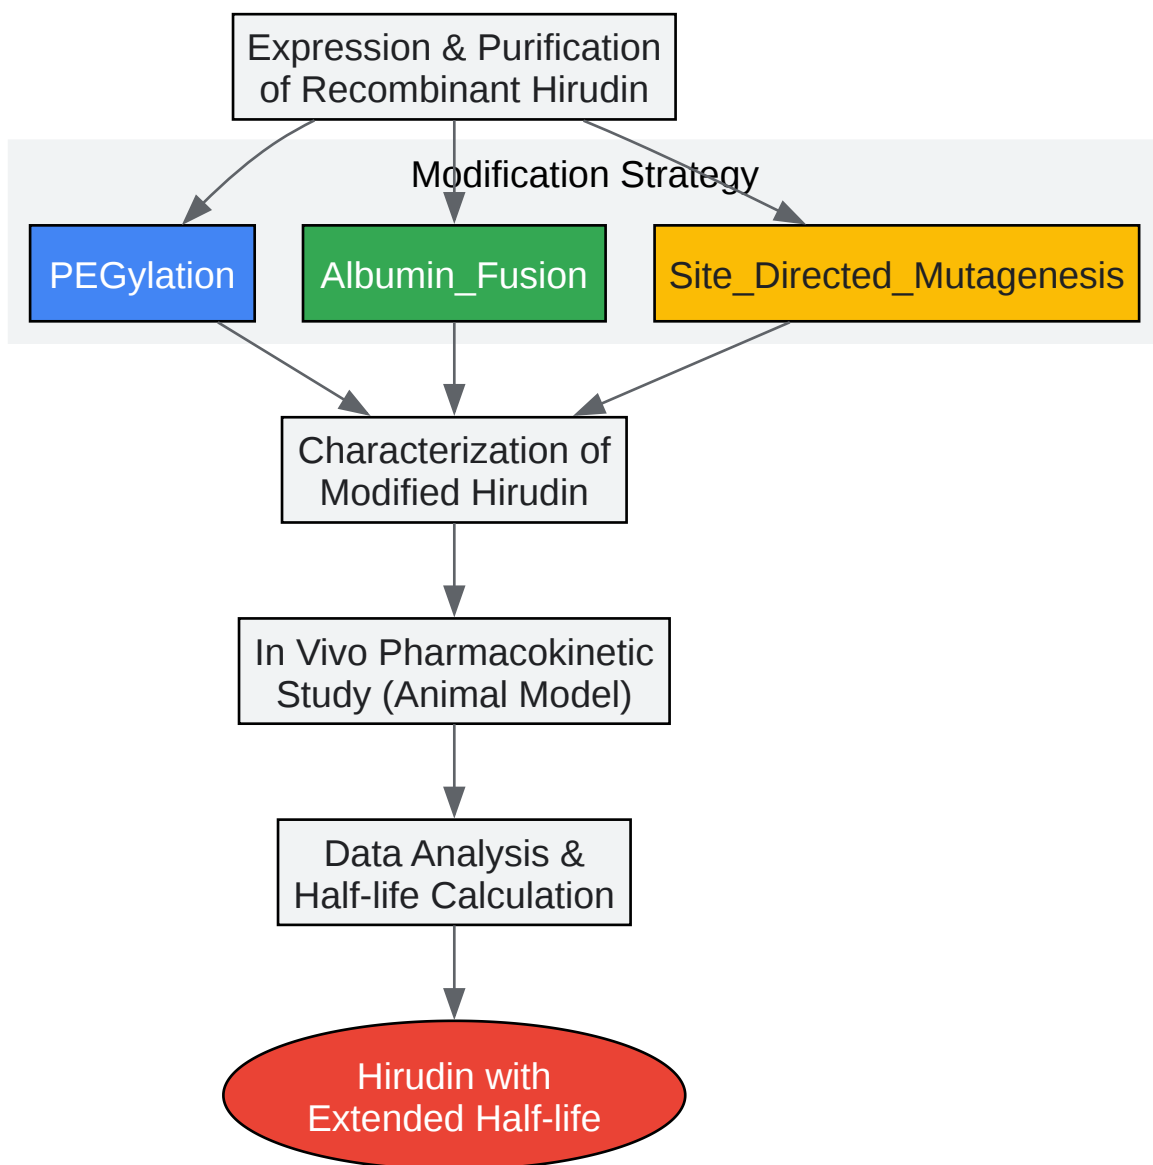 Expression & Purification
of Recombinant Hirudin
Modification Strategy
PEGylation
Albumin_Fusion
Site_Directed_Mutagenesis
Characterization of
Modified Hirudin
In Vivo Pharmacokinetic
Study (Animal Model)
Data Analysis &
Half-life Calculation
Hirudin with
Extended Half-life